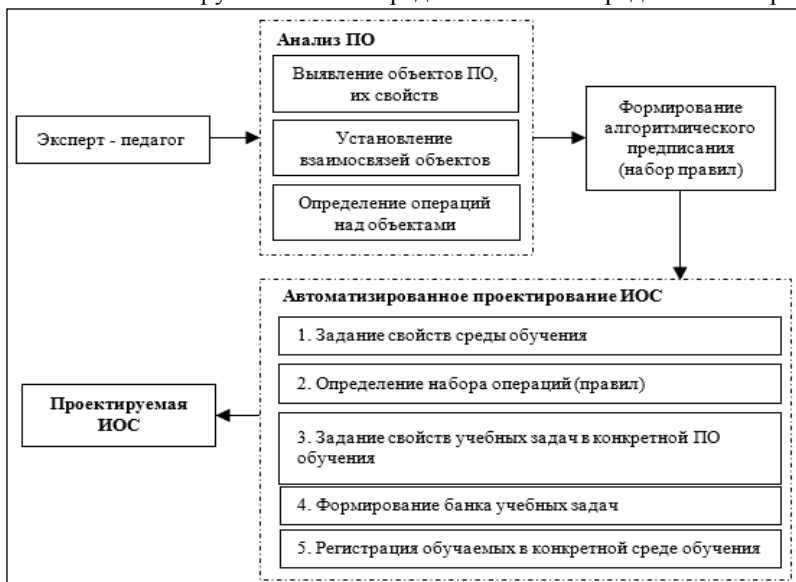 Анализ ПО
Выявление объектов ПО,
их свойств
Эксперт - педагог
Установление
взаимосвязей объектов
Определение операций
над объектами
Формирование
алгоритмического
предписания
(набор правил)
Автоматизированное проектирование ИОС
1. Задание свойств среды обучения
2. Определение набора операций (правил)
3. Задание свойств учебных задач в конкретной ПО
обучения
4. Формирование банка учебных задач
5. Регистрация обучаемых в конкретной среде обучения
Проектируемая
ИОС